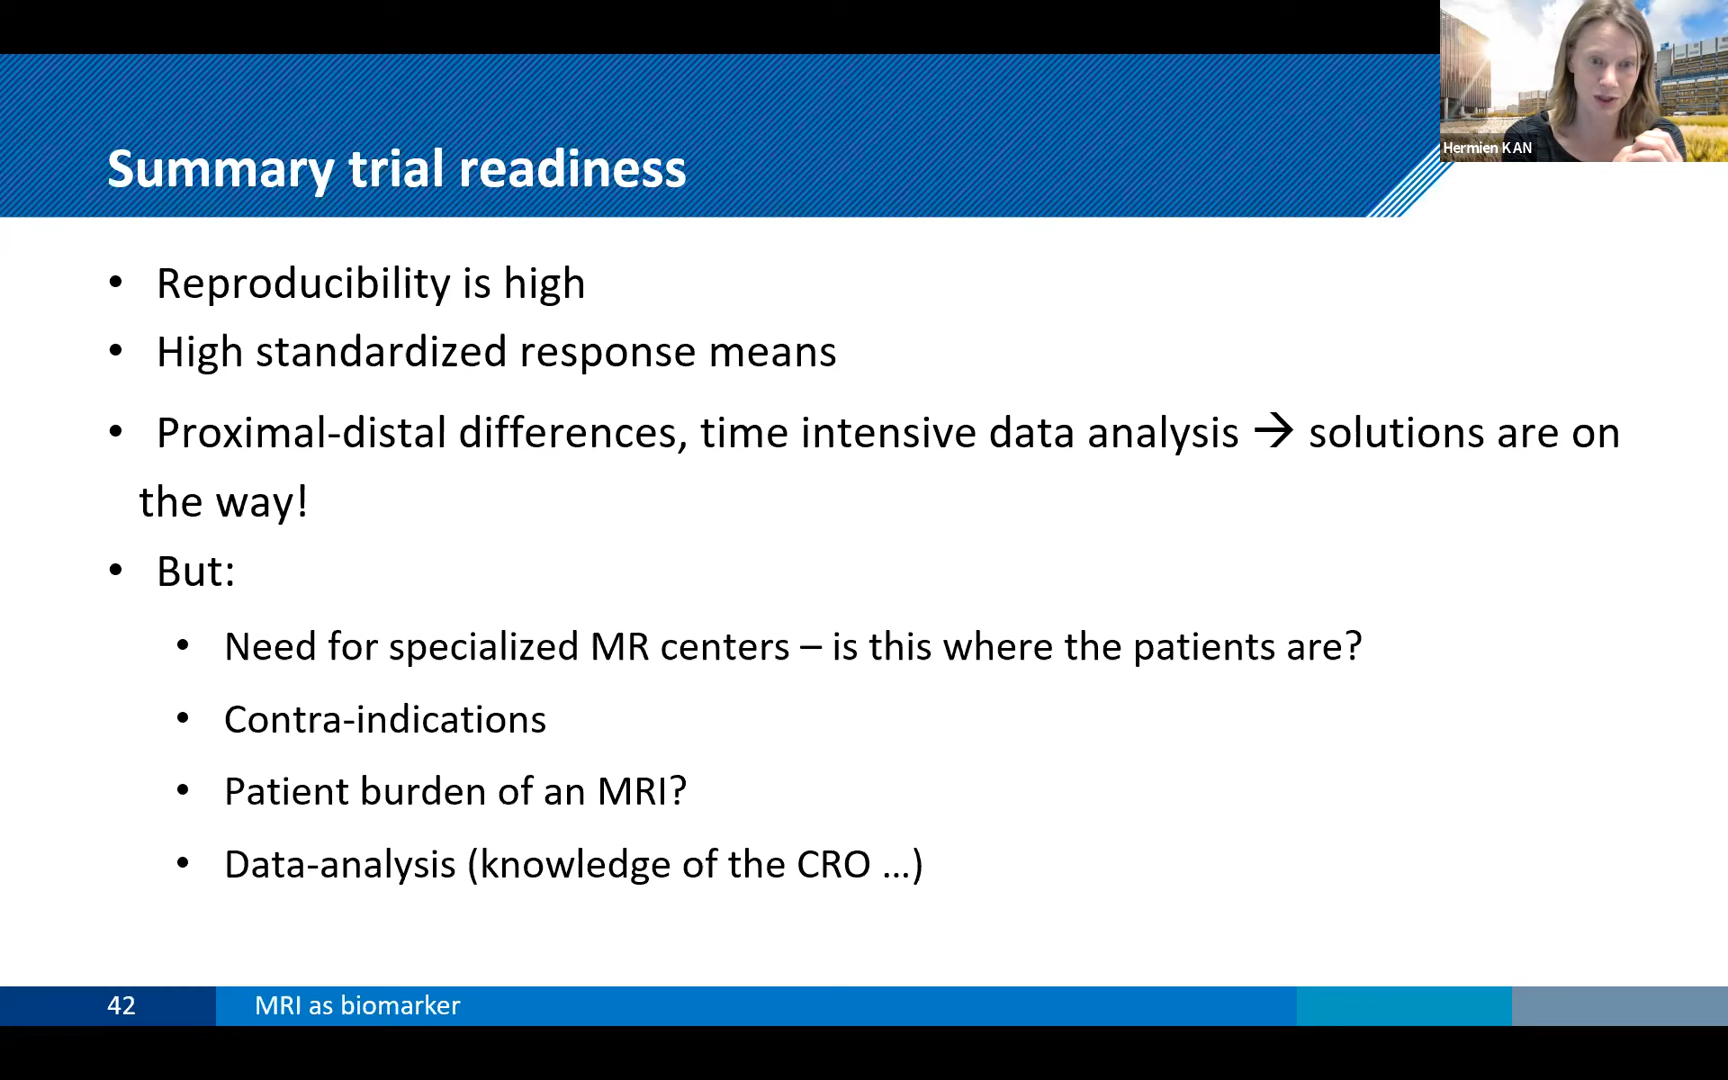 Hermien KAN
Summary trial readiness
• Reproducibility is high
• High standardized response means
• Proximal-distal differences, time intensive data analysis → solutions are on
the way!
• But:
• Need for specialized MR centers – is this where the patients are?
• Contra-indications
• Patient burden of an MRI?
• Data-analysis (knowledge of the CRO ...)
42 MRI as biomarker